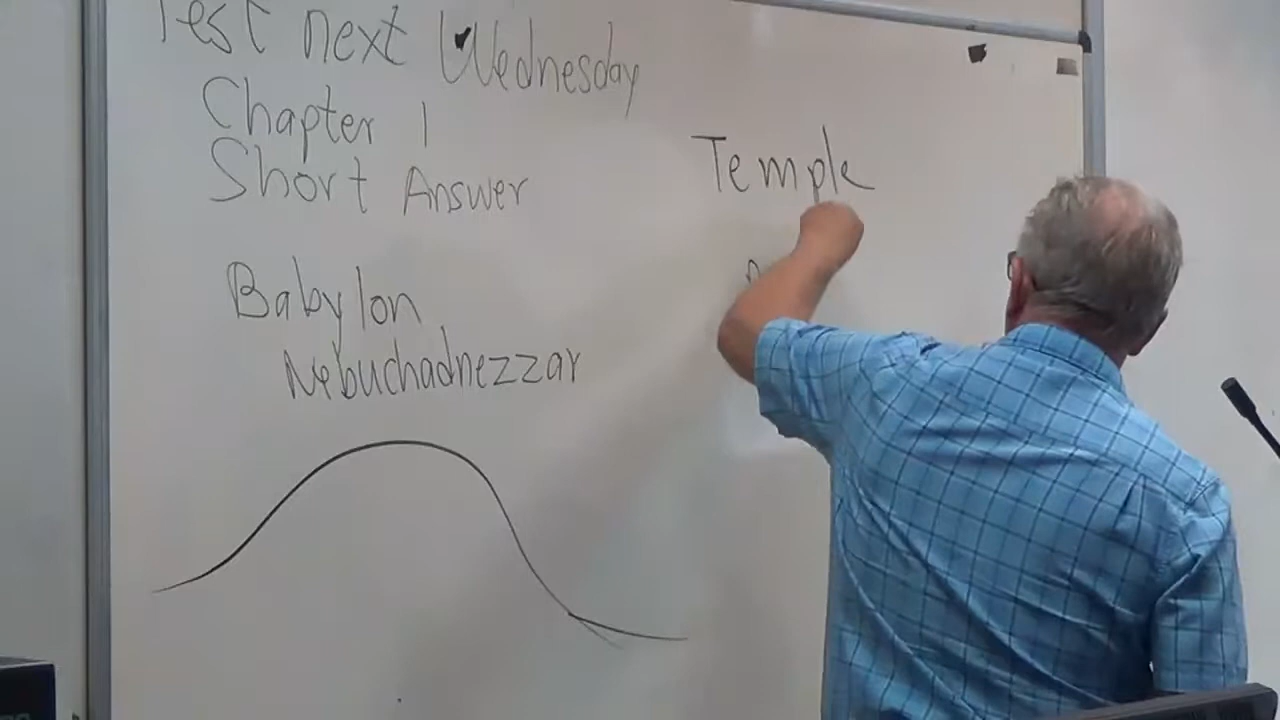 Test next Wednesday
Chapter 1
Short Answer
Temple
Babylon
Nebuchadnezzar